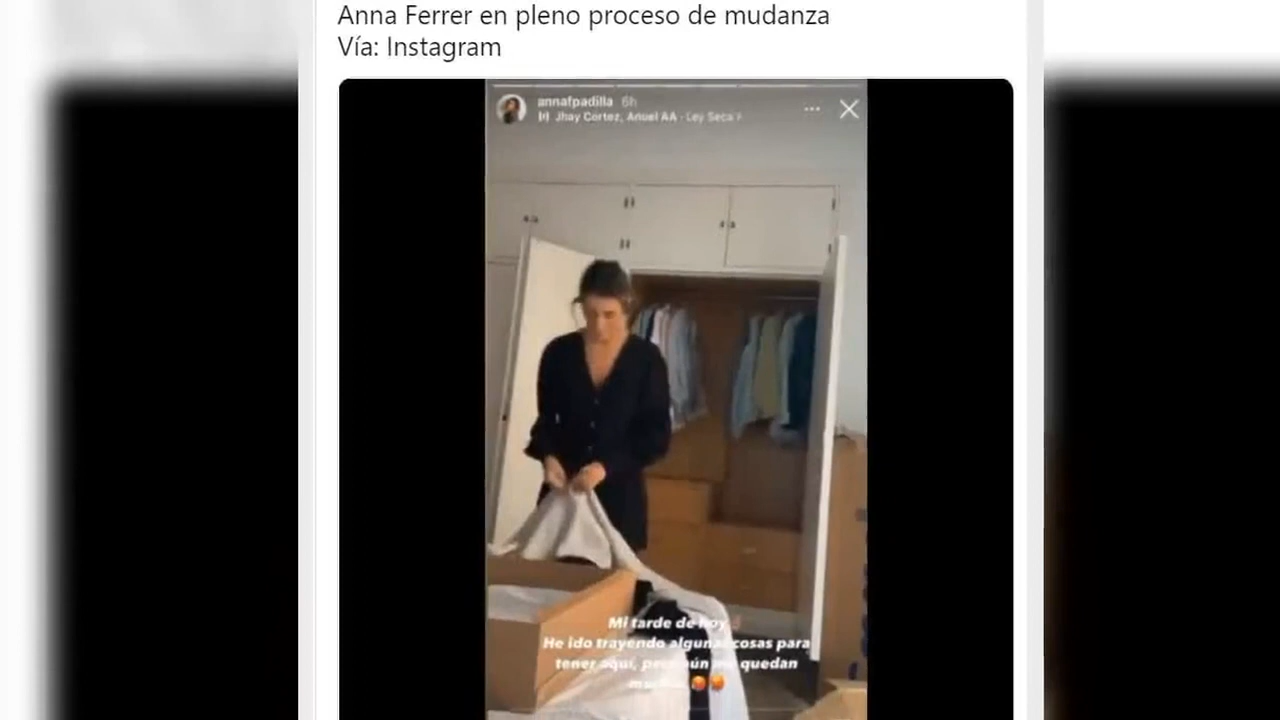 Anna Ferrer en pleno proceso de mudanza
Vía: Instagram
annafpadilla 6h
Jhay Cortez, Anuel AA · Ley Seca
Mi tarde de hoy
He ido trayendo algunas cosas para
tener aquí, pero aún me quedan